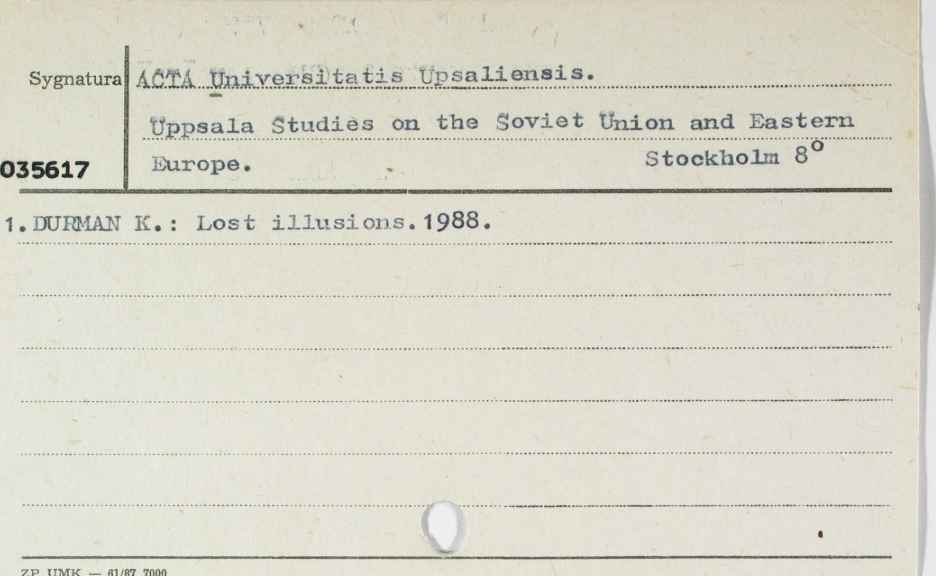 Sygnatura ACTA Universitatis Upsaliensis.
Uppsala Studies on the Soviet Union and Eastern
035617 Europe. Stockholm 8º
1. DURMAN K.: Lost illusions. 1988.
ZP UMK — 61/87 7000